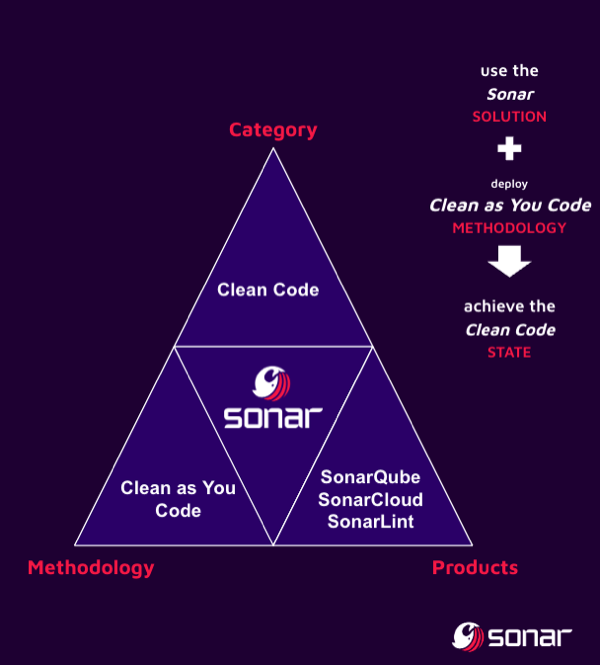 use the
Sonar
SOLUTION
deploy
Clean as You Code
METHODOLOGY
achieve the
Clean Code
STATE
Category
Clean Code
sonar
Clean as You
Code
SonarQube
SonarCloud
SonarLint
Methodology
Products
sonar